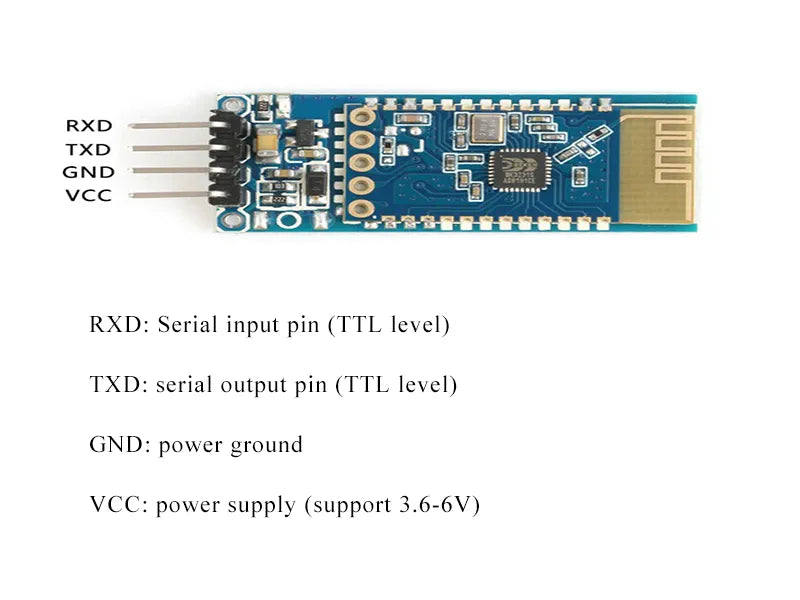 RXD
TXD
GND
VCC
RXD: Serial input pin (TTL level)
TXD: serial output pin (TTL level)
GND: power ground
VCC: power supply (support 3.6-6V)